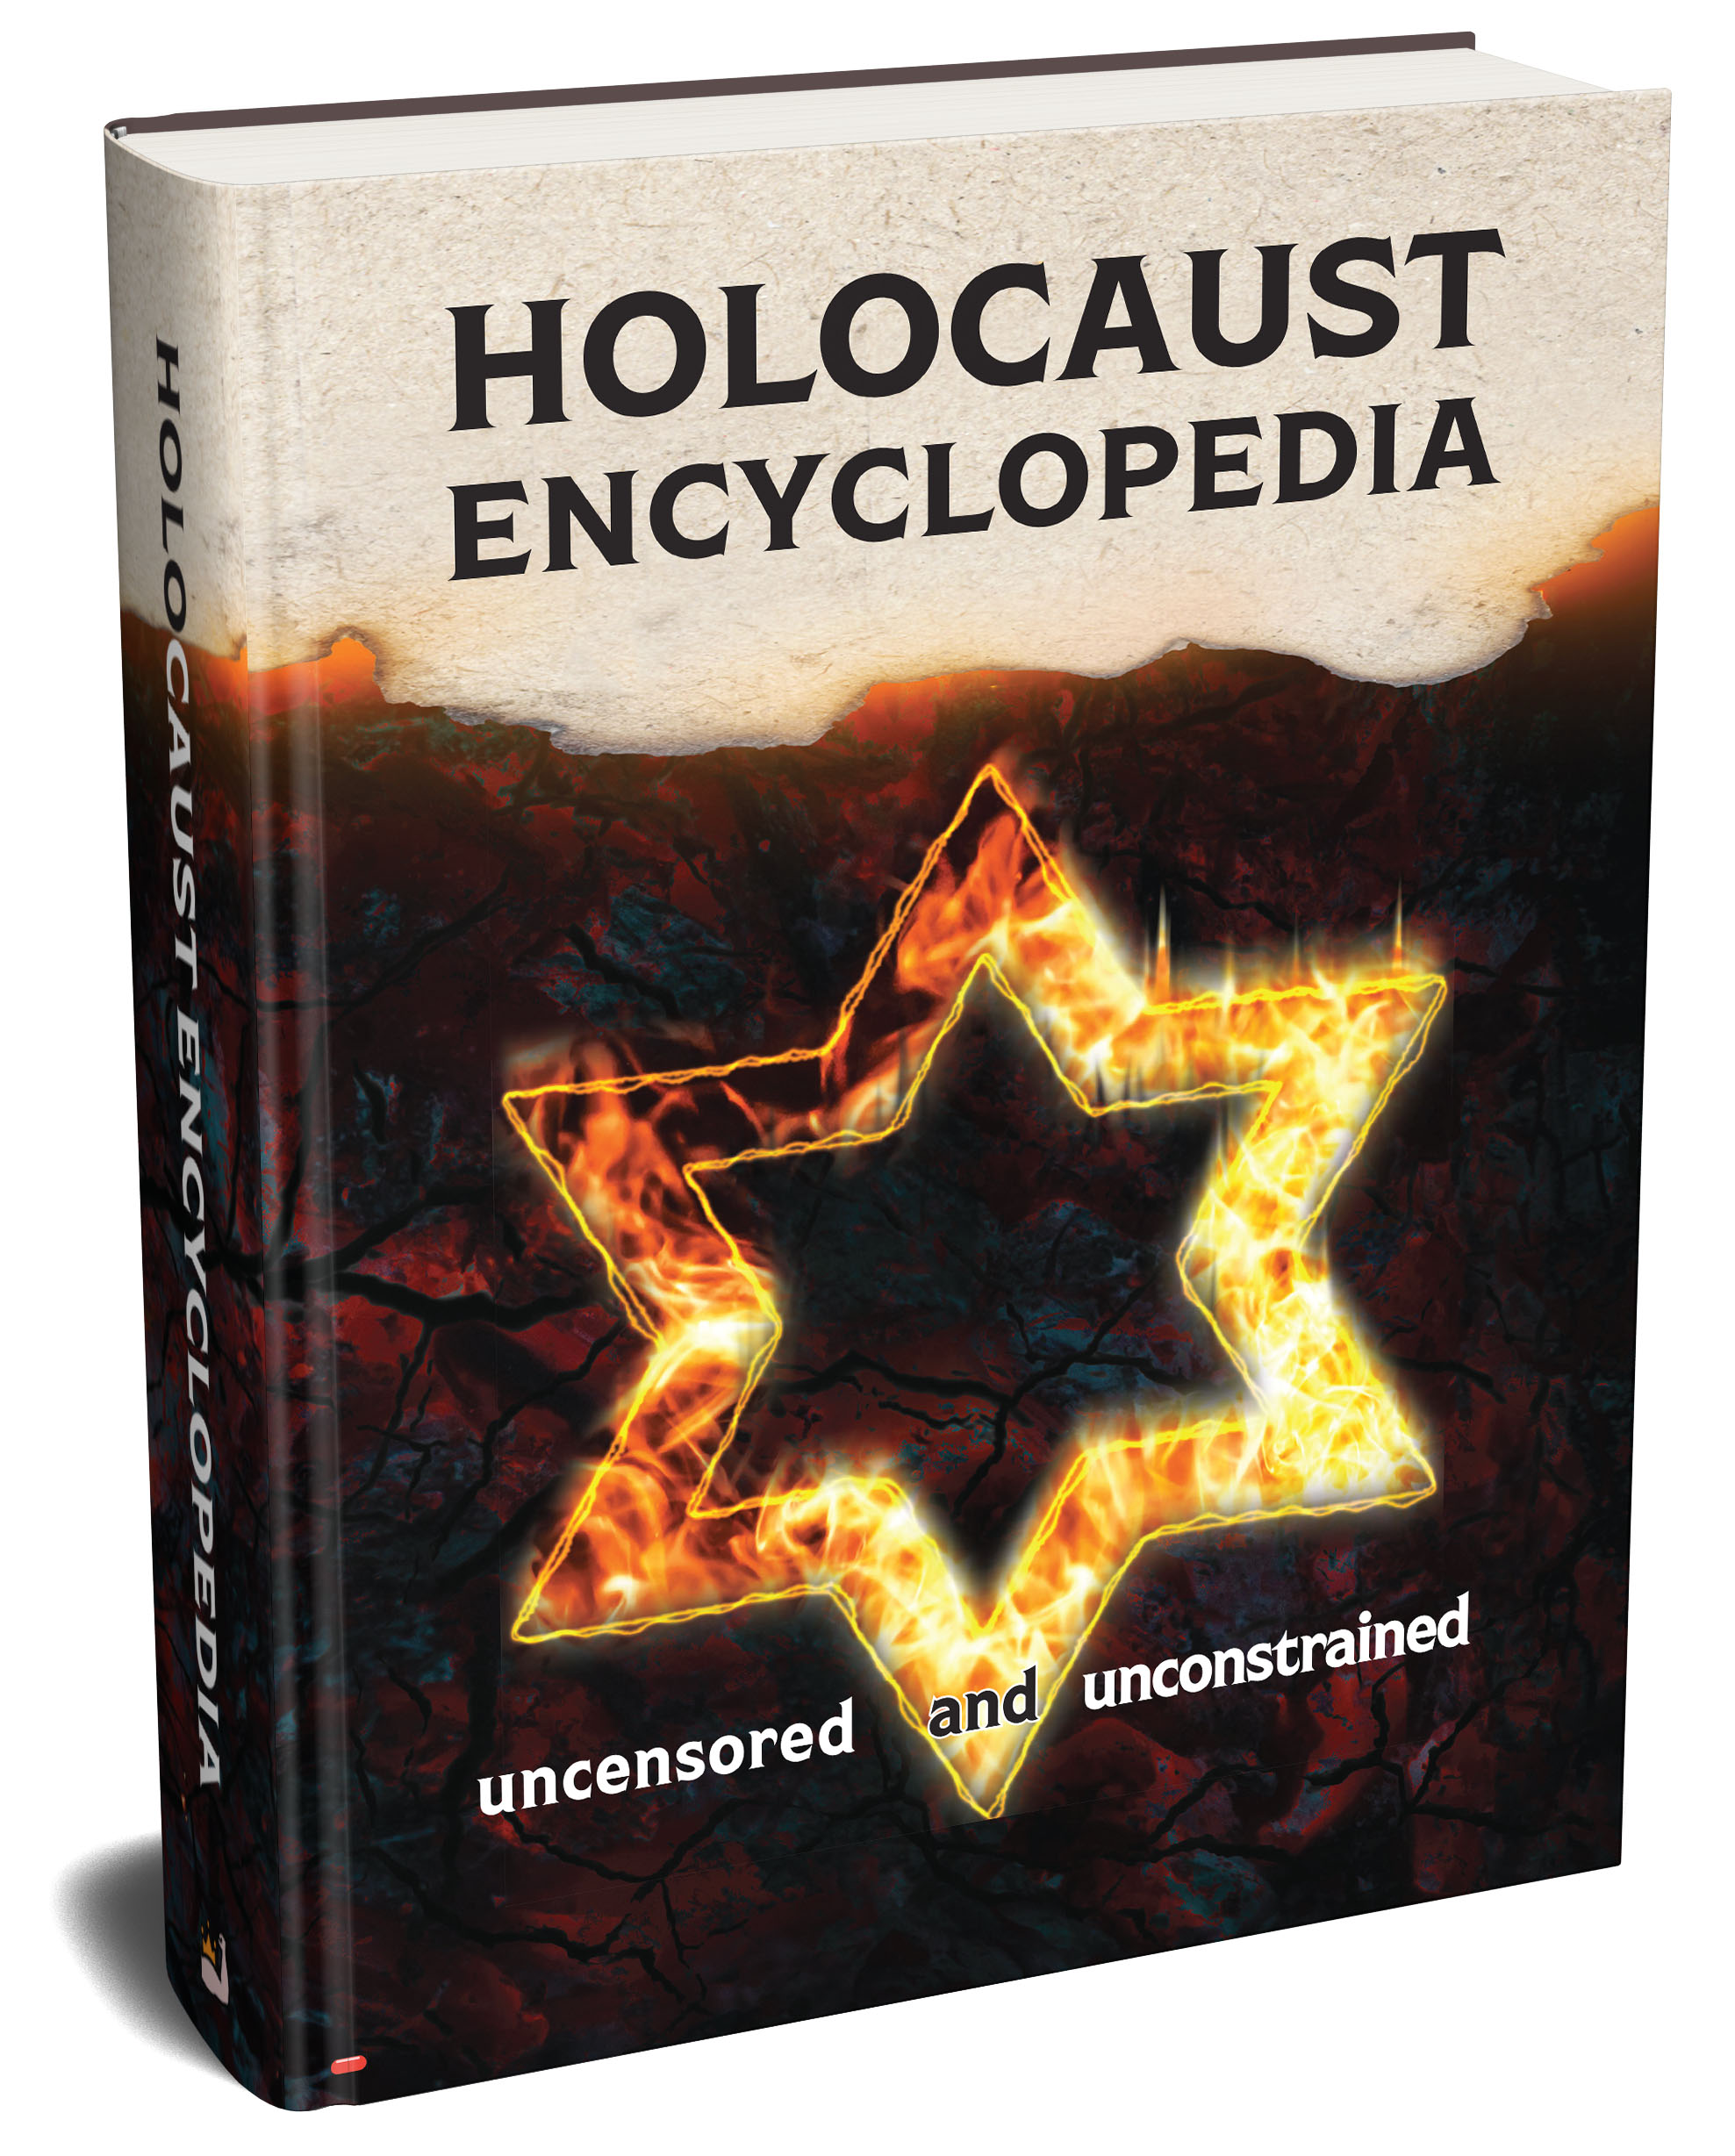 HOLOCAUST
ENCYCLOPEDIA
uncensored and unconstrained
HOLOCAUST ENCYCLOPEDIA